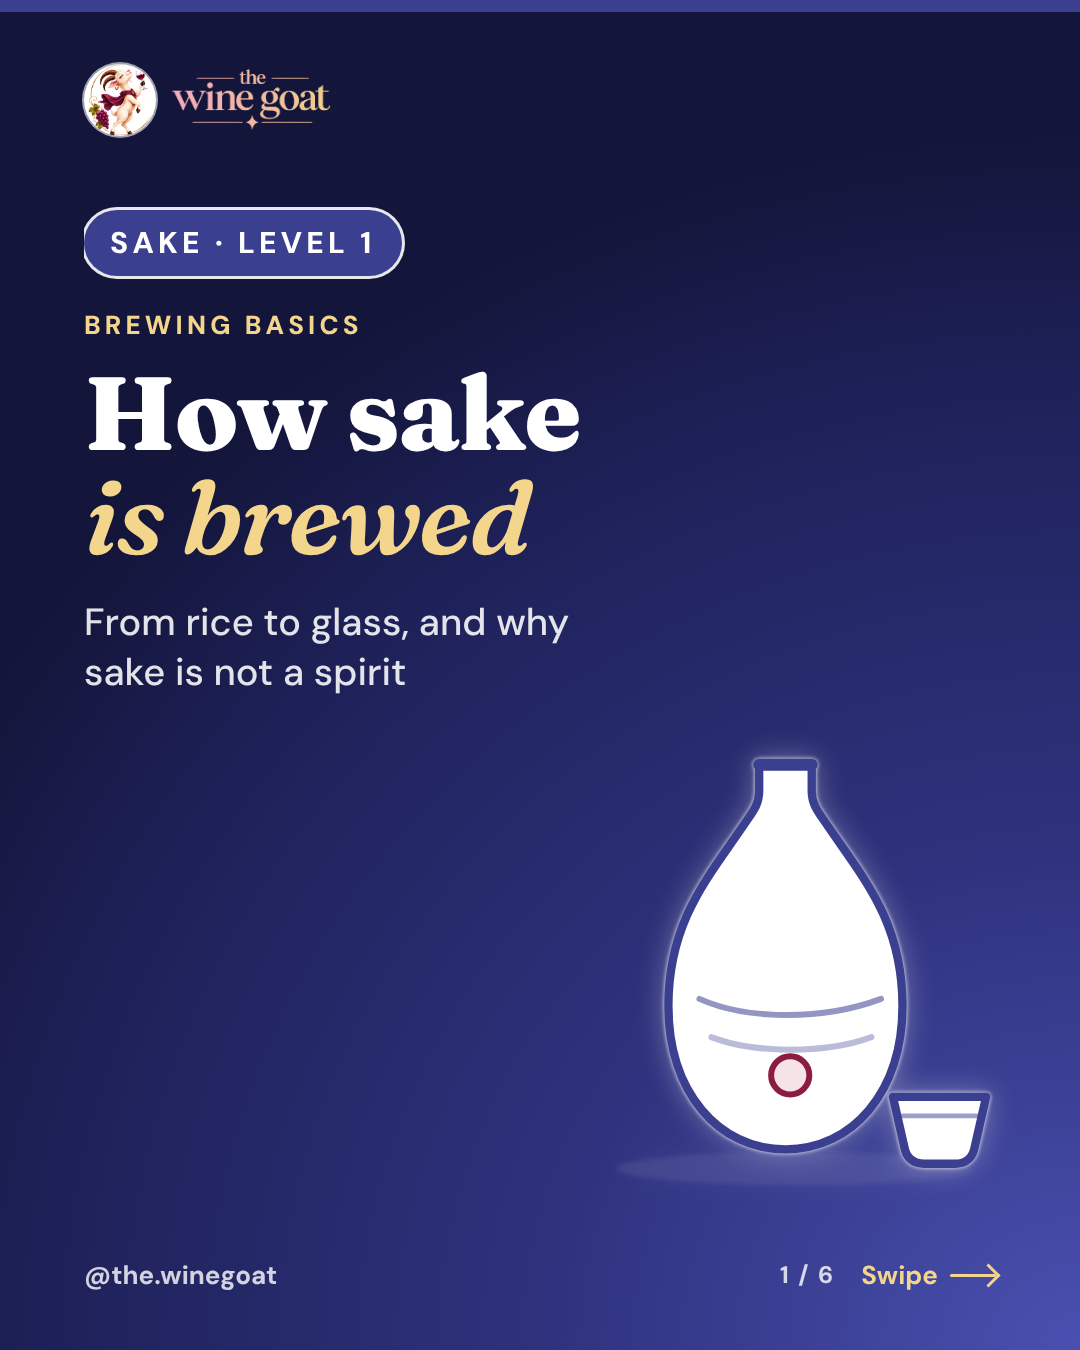 the
wine goat
SAKE · LEVEL 1
BREWING BASICS
How sake
is brewed
From rice to glass, and why
sake is not a spirit
@the.winegoat
1 / 6 Swipe